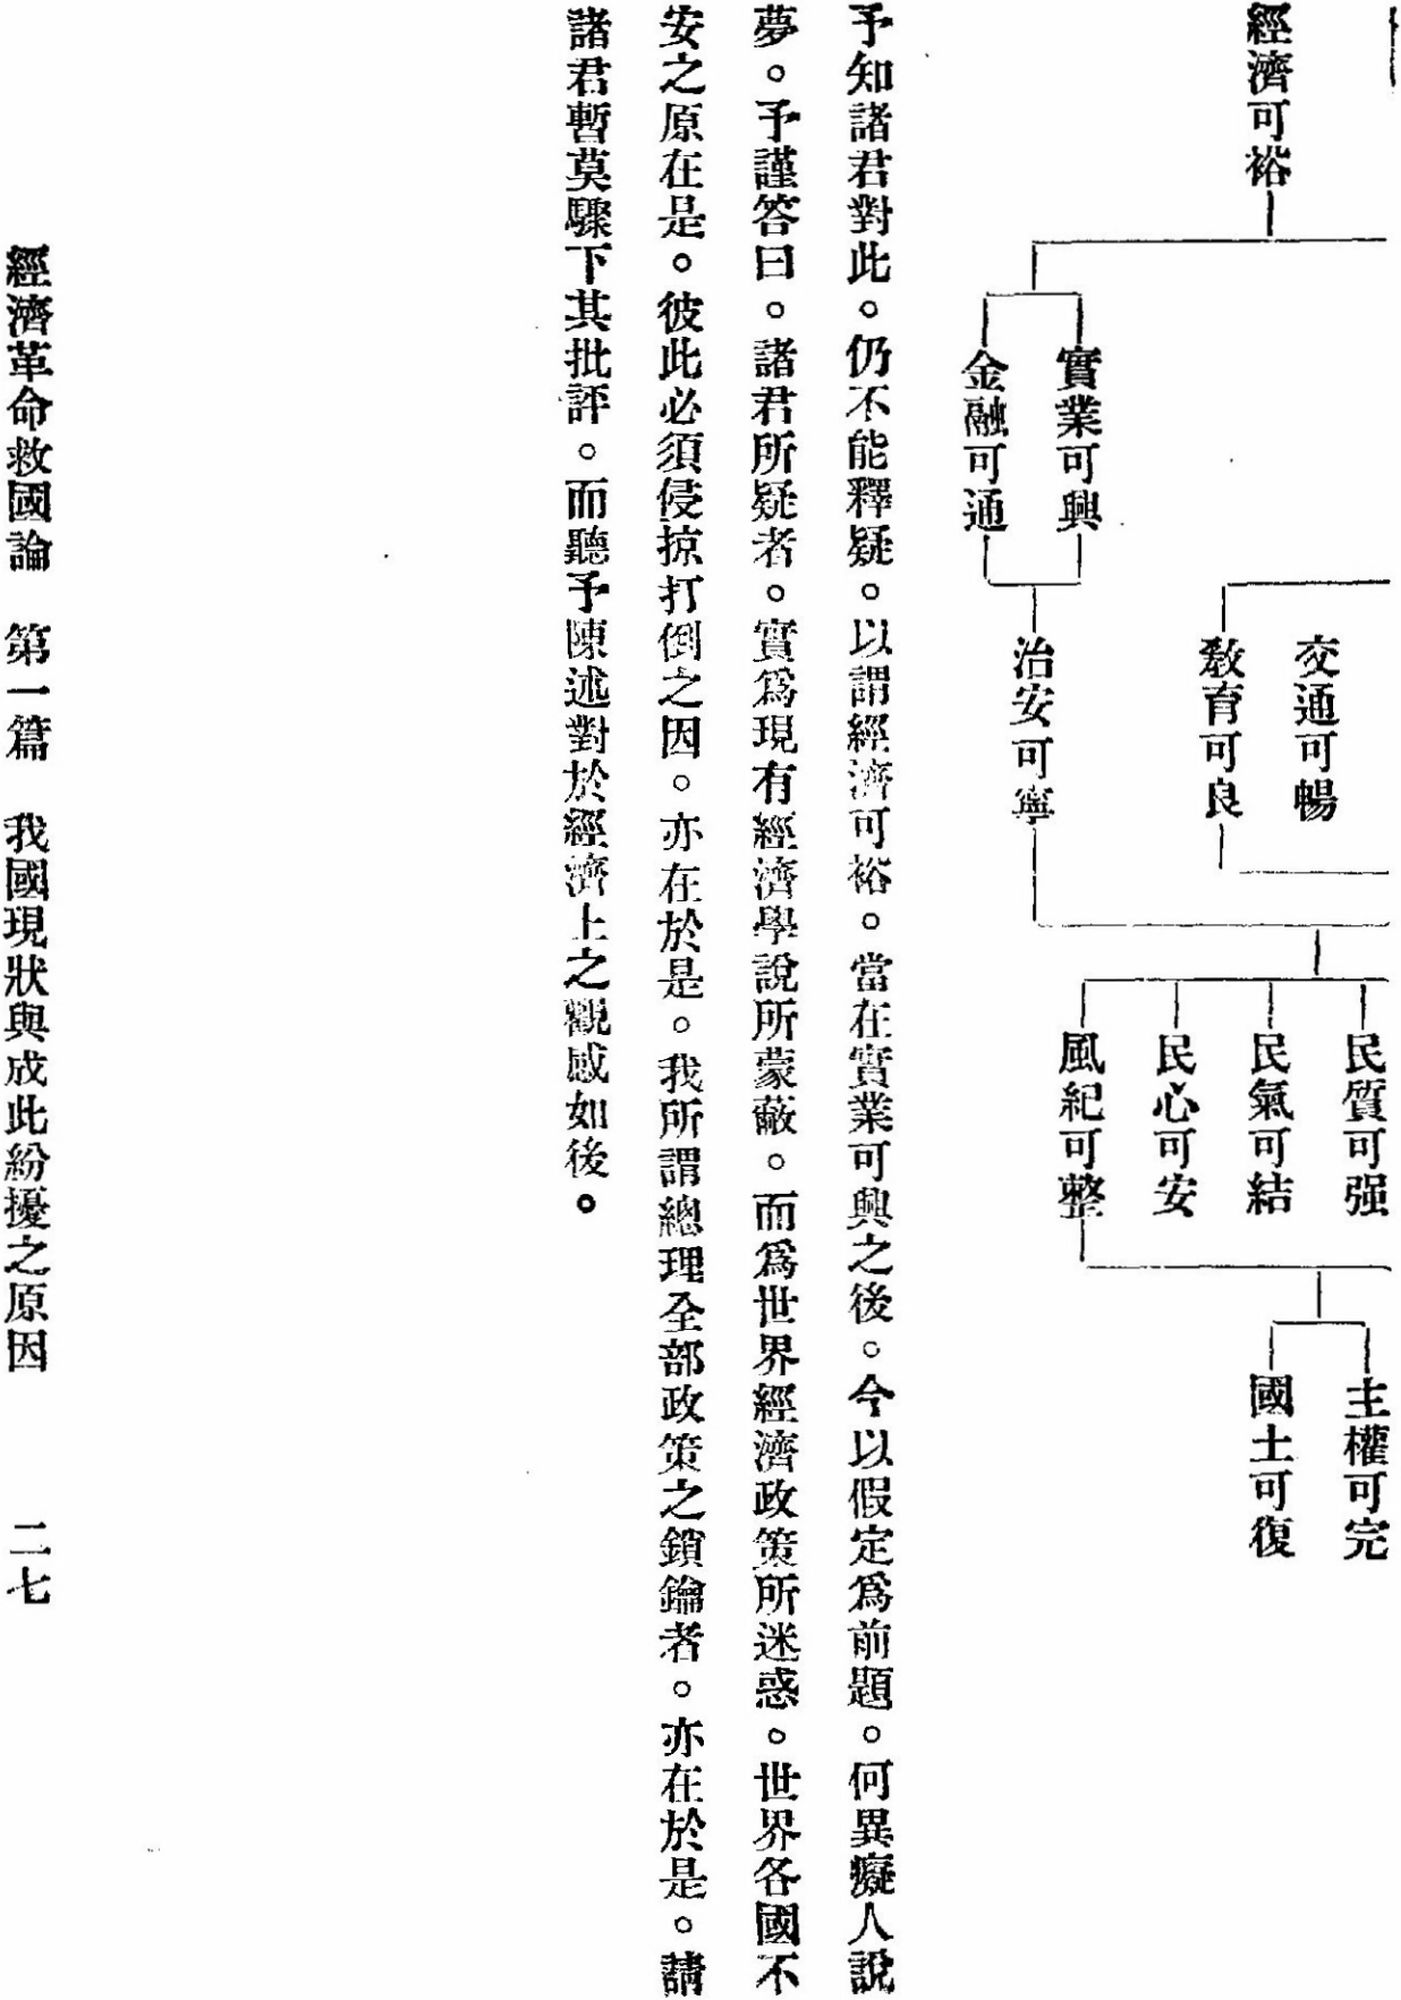 經濟可裕
實業可興
金融可通
交通可暢
敎育可良
治安可寧
民質可强
民氣可結
民心可安
風紀可整
主權可完
國土可復
予知諸君對此。仍不能釋疑。以謂經濟可裕。當在實業可興之後。今以假定爲前題。何異癡人說
夢。予謹答曰。諸君所疑者。實爲現有經濟學說所蒙蔽。而爲世界經濟政策所迷惑。世界各國不
安之原在是。彼此必須侵掠打倒之因。亦在於是。我所謂總理全部政策之鎖鑰者。亦在於是。請
諸君暫莫驟下其批評。而聽予陳述對於經濟上之觀感如後。
經濟革命救國論　第一篇　我國現狀與成此紛擾之原因　二七